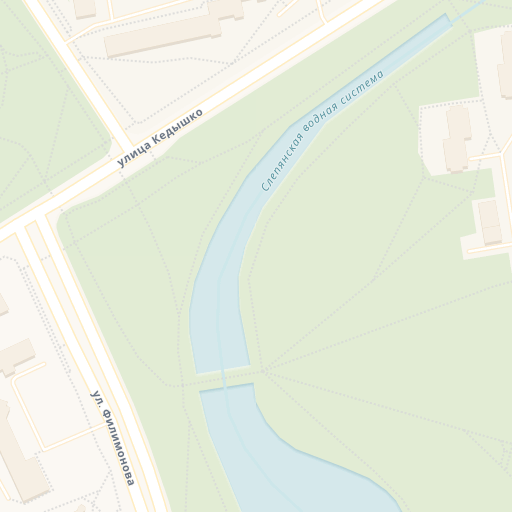 Слепянская водная система
улица Кедышко
ул. Филимонова